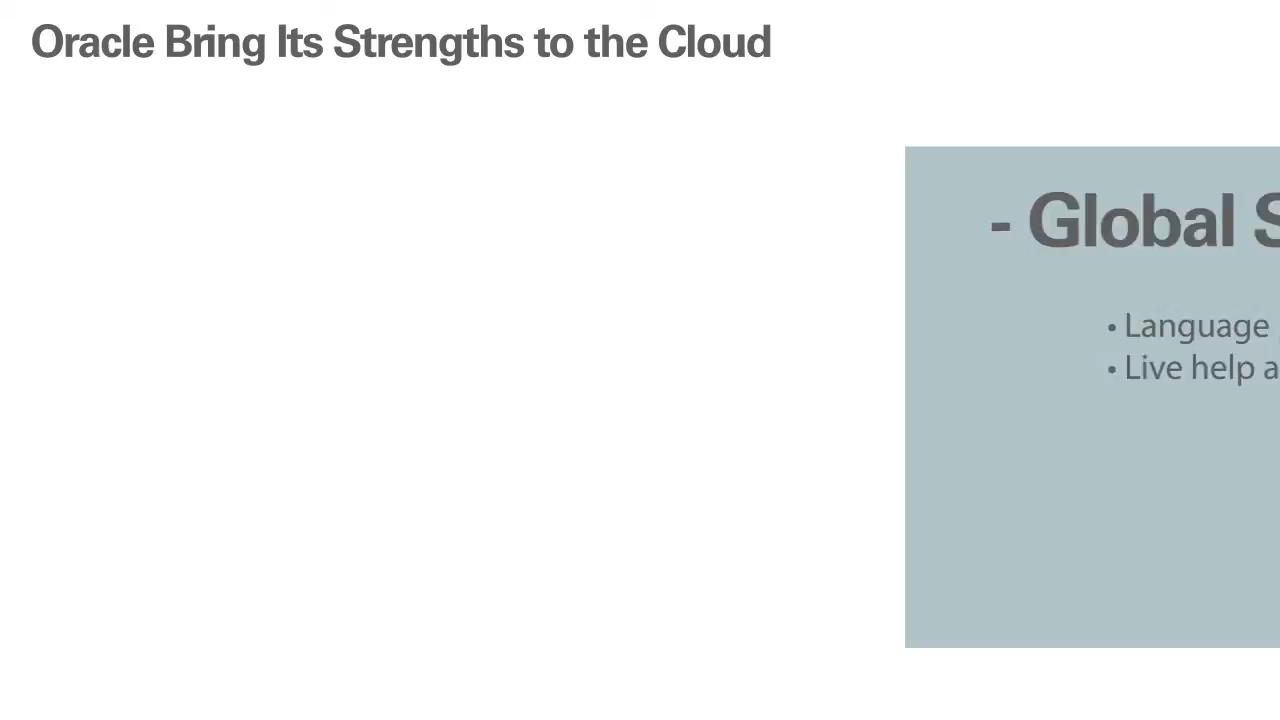 Oracle Bring Its Strengths to the Cloud
- Global
• Language
• Live help